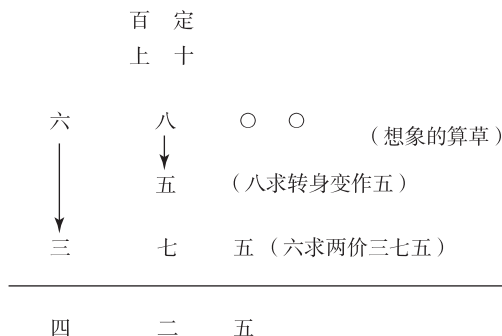 百 定
上 十
六 八 ○ ○ （想象的算草）
五 （八求转身变作五）
三 七 五 （六求两价三七五）
四 二 五